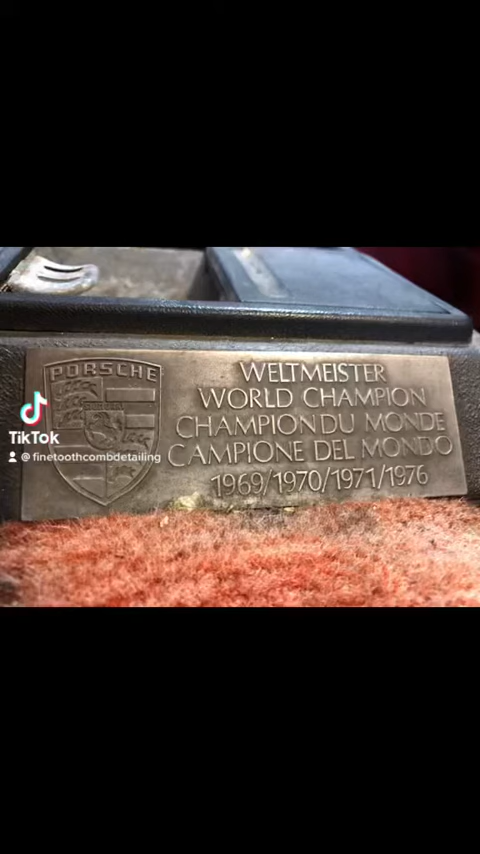 PORSCHE
WELTMEISTER
WORLD CHAMPION
CHAMPION DU MONDE
CAMPIONE DEL MONDO
1969/1970/1971/1976
TikTok
@finetoothcombdetailing